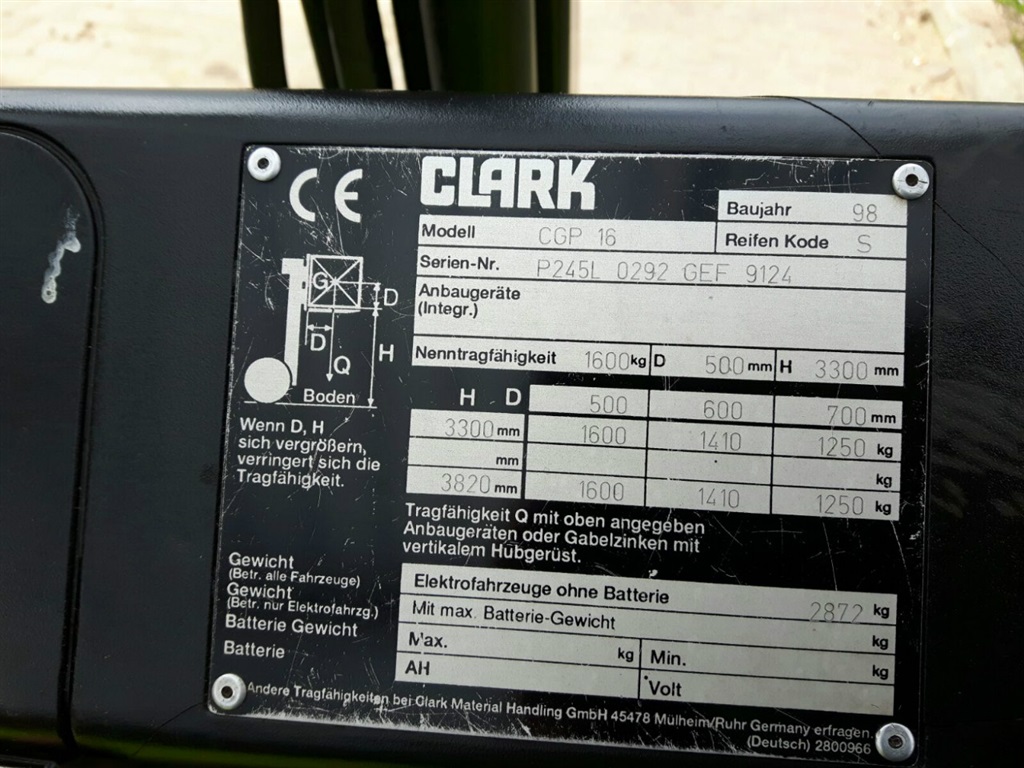 CE
CLARK
Baujahr 98
Modell CGP 16
Reifen Kode S
Serien-Nr. P245L 0292 GEF 9124
Anbaugeräte
(Integr.)
G
D
D
H
Q
Boden
Nenntragfähigkeit 1600 kg D 500 mm H 3300 mm
H D 500 600 700 mm
3300 mm 1600 1410 1250 kg
mm kg
3820 mm 1600 1410 1250 kg
Wenn D, H
sich vergrößern,
verringert sich die
Tragfähigkeit.
Tragfähigkeit Q mit oben angegeben
Anbaugeräten oder Gabelzinken mit
vertikalem Hubgerüst.
Gewicht
(Betr. alle Fahrzeuge)
Gewicht
(Betr. nur Elektrofahrzg.)
Batterie Gewicht
Batterie
Elektrofahrzeuge ohne Batterie 2872 kg
Mit max. Batterie-Gewicht kg
Max. kg Min. kg
AH Volt
Andere Tragfähigkeiten bei Clark Material Handling GmbH 45478 Mülheim/Ruhr Germany erfragen.
(Deutsch) 2800966